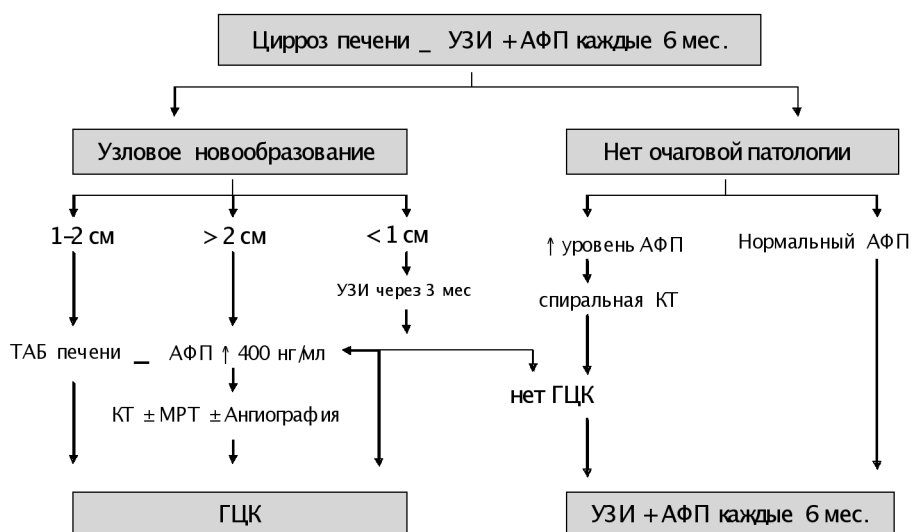 Цирроз печени _ УЗИ + АФП каждые 6 мес.
Узловое новообразование
Нет очаговой патологии
1-2 см
> 2 см
< 1 см
↑ уровень АФП
Нормальный АФП
УЗИ через 3 мес
спиральная КТ
ТАБ печени _ АФП ↑ 400 нг/мл
нет ГЦК
КТ ± МРТ ± Ангиография
ГЦК
УЗИ + АФП каждые 6 мес.